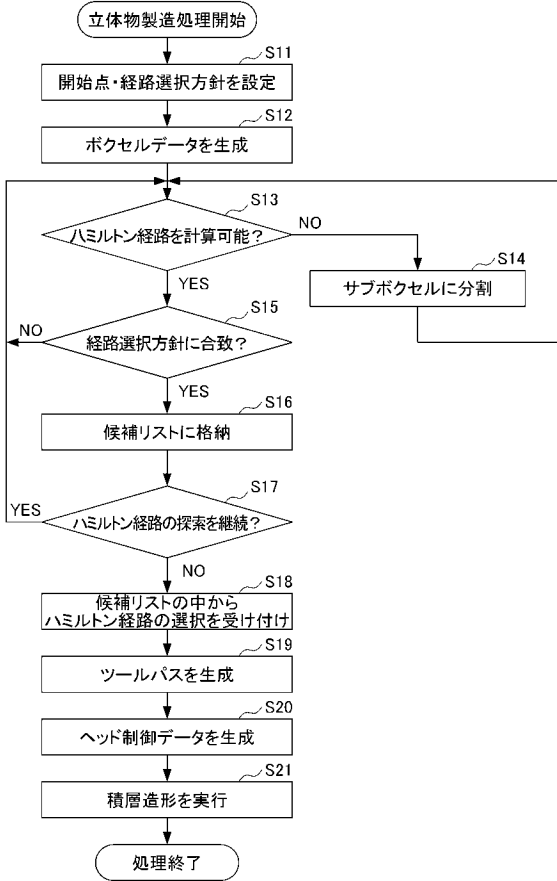 立体物製造処理開始
S11
開始点・経路選択方針を設定
S12
ボクセルデータを生成
S13
ハミルトン経路を計算可能?
NO
S14
サブボクセルに分割
YES
S15
NO
経路選択方針に合致?
YES
S16
候補リストに格納
S17
YES
ハミルトン経路の探索を継続?
NO
S18
候補リストの中から
ハミルトン経路の選択を受け付け
S19
ツールパスを生成
S20
ヘッド制御データを生成
S21
積層造形を実行
処理終了